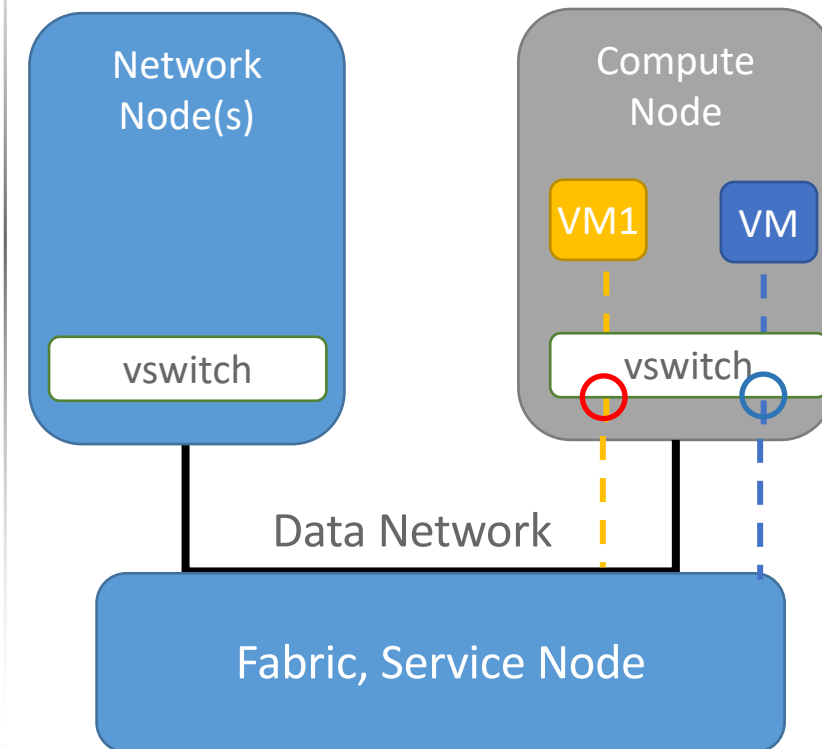 Network
Node(s)
Compute
Node
VM1
VM
vswitch
vswitch
Data Network
Fabric, Service Node